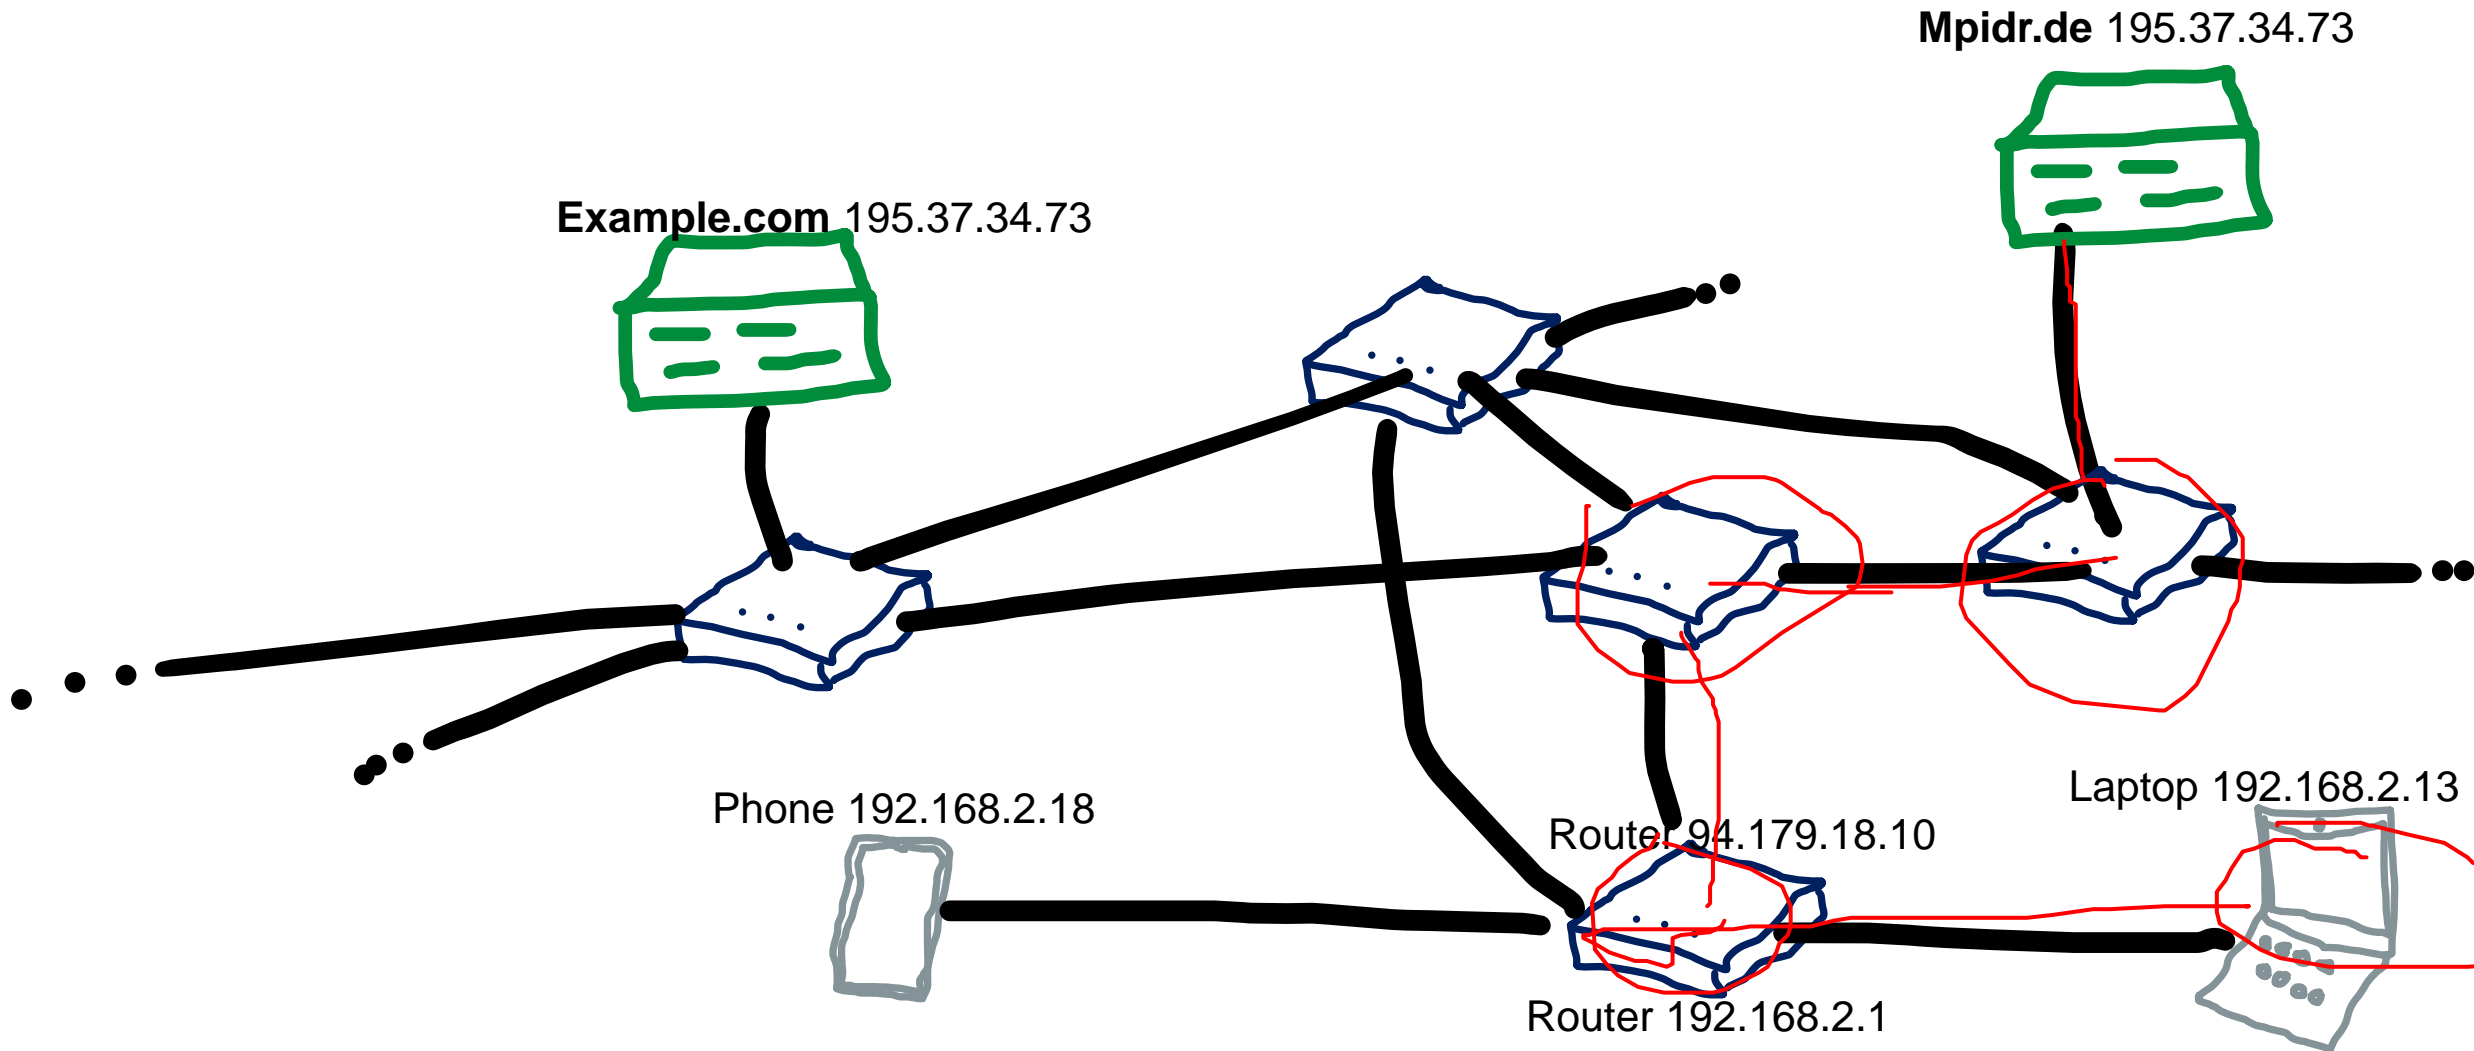 Mpidr.de 195.37.34.73
Example.com 195.37.34.73
Laptop 192.168.2.13
Phone 192.168.2.18
Router 94.179.18.10
Router 192.168.2.1